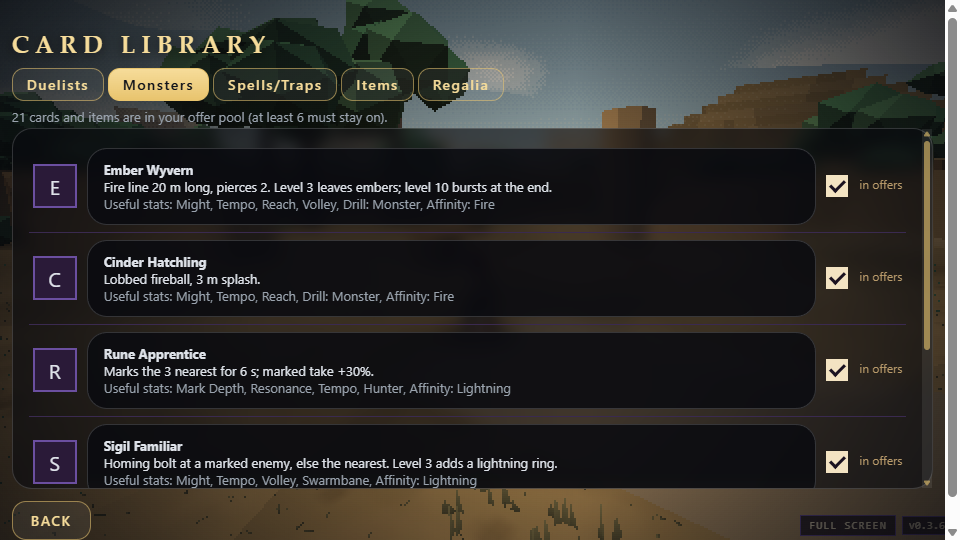 CARD LIBRARY
Duelists Monsters Spells/Traps Items Regalia
21 cards and items are in your offer pool (at least 6 must stay on).
E
Ember Wyvern
Fire line 20 m long, pierces 2. Level 3 leaves embers; level 10 bursts at the end.
Useful stats: Might, Tempo, Reach, Volley, Drill: Monster, Affinity: Fire
in offers
C
Cinder Hatchling
Lobbed fireball, 3 m splash.
Useful stats: Might, Tempo, Reach, Drill: Monster, Affinity: Fire
in offers
R
Rune Apprentice
Marks the 3 nearest for 6 s; marked take +30%.
Useful stats: Mark Depth, Resonance, Tempo, Hunter, Affinity: Lightning
in offers
S
Sigil Familiar
Homing bolt at a marked enemy, else the nearest. Level 3 adds a lightning ring.
Useful stats: Might, Tempo, Volley, Swarmbane, Affinity: Lightning
in offers
BACK
FULL SCREEN